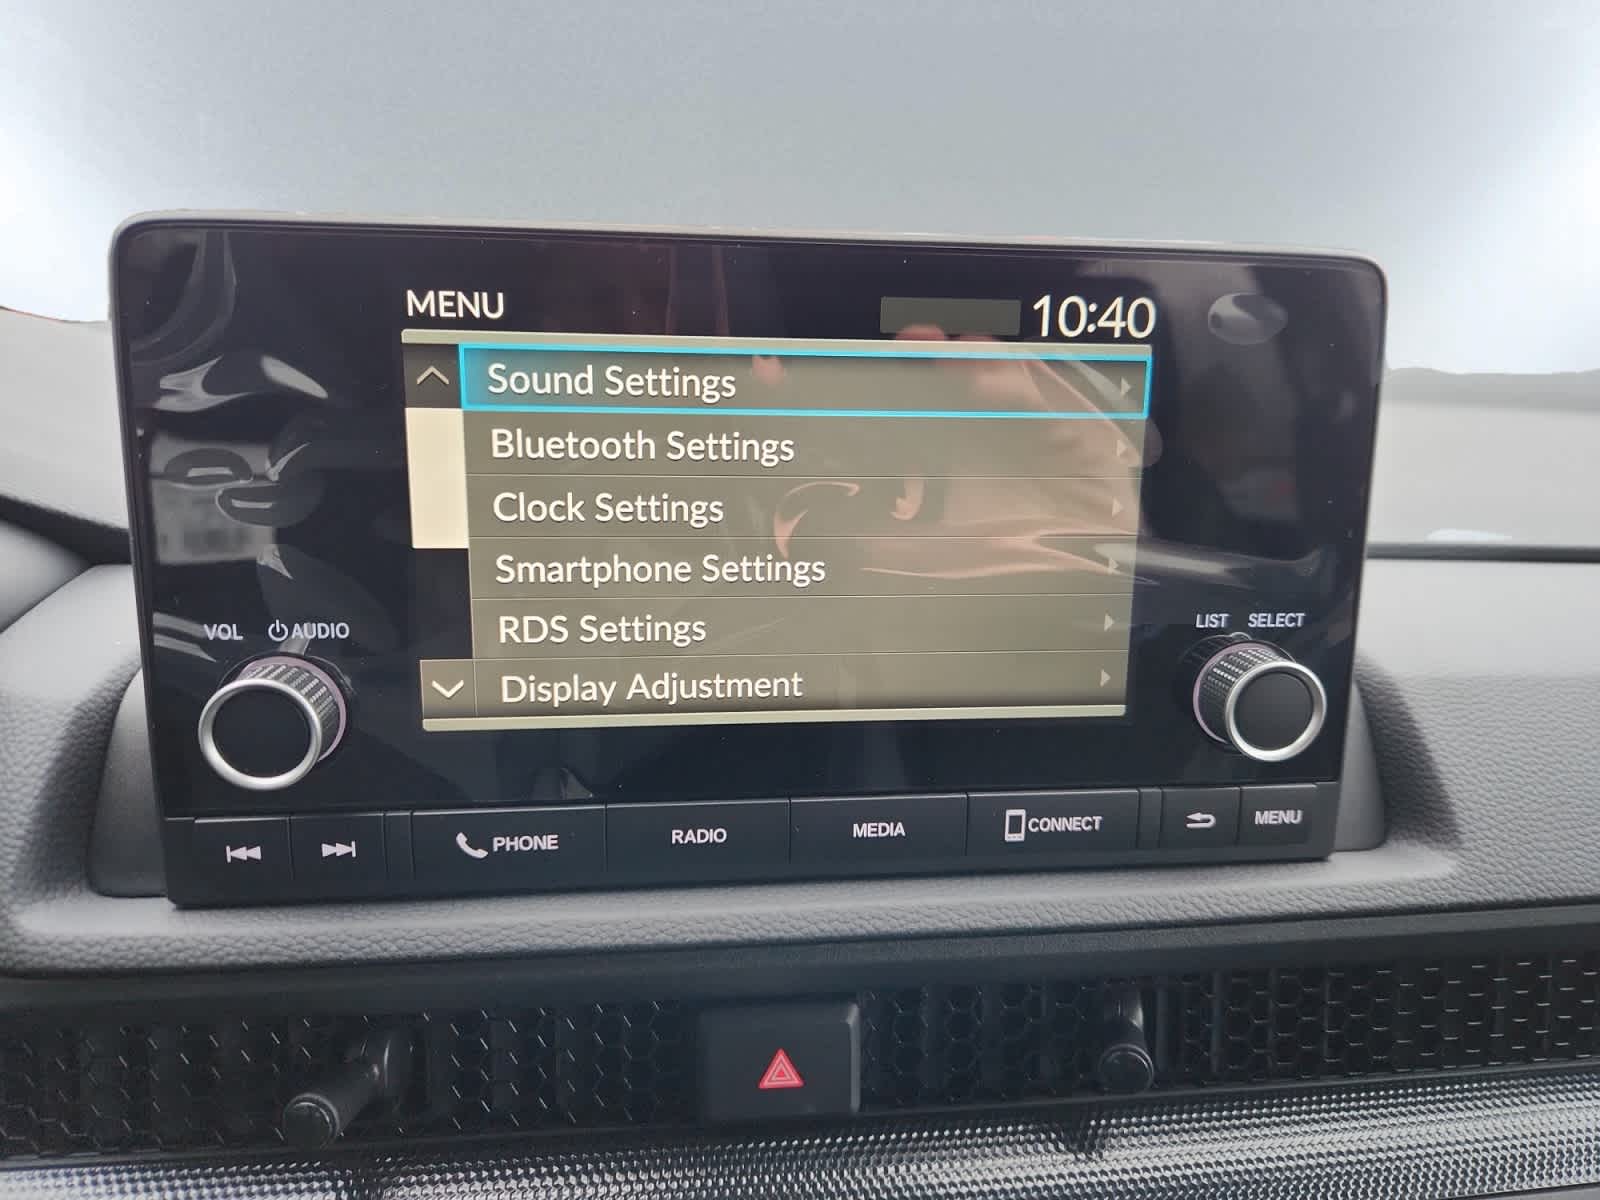 MENU
10:40
Sound Settings
Bluetooth Settings
Clock Settings
Smartphone Settings
RDS Settings
Display Adjustment
VOL AUDIO
LIST SELECT
PHONE
RADIO
MEDIA
CONNECT
MENU